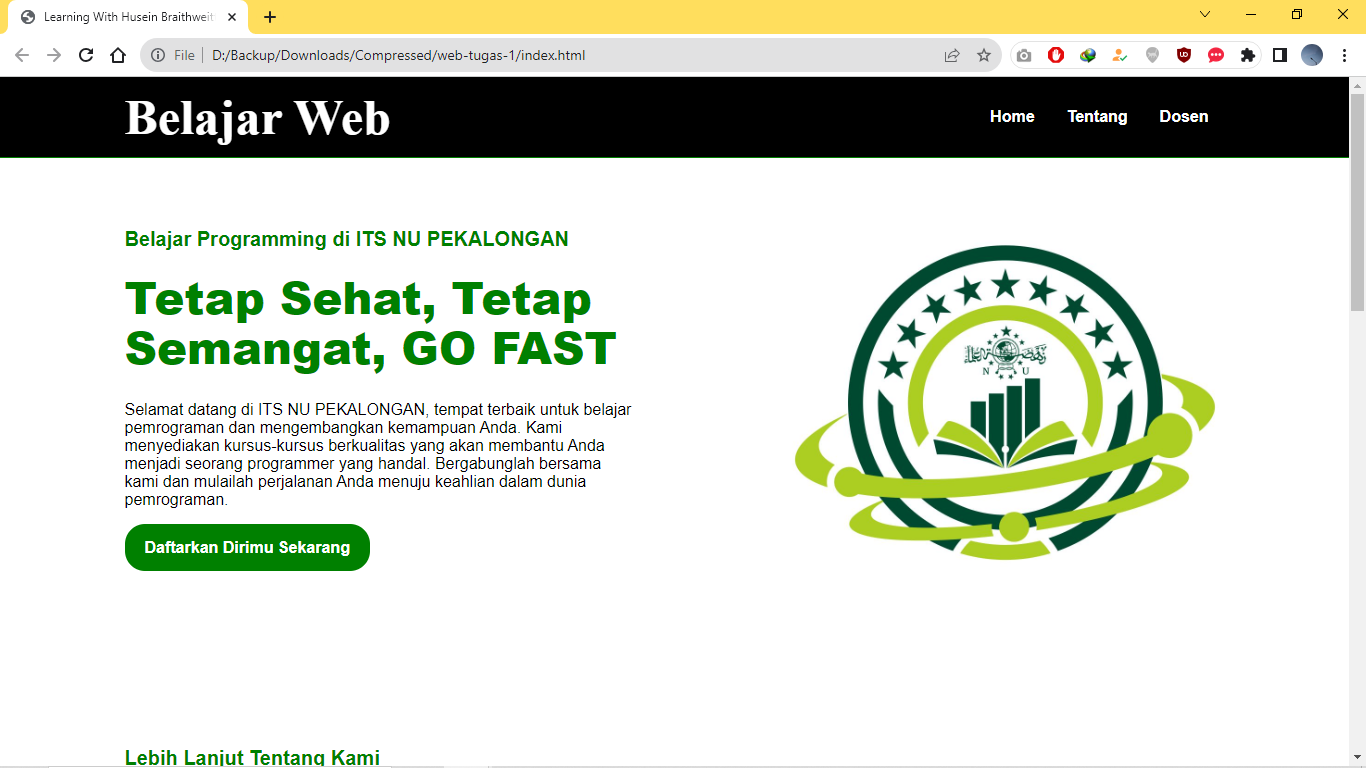 Learning With Husein Braithweit
File
D:/Backup/Downloads/Compressed/web-tugas-1/index.html
Belajar Web
Home
Tentang
Dosen
Belajar Programming di ITS NU PEKALONGAN
Tetap Sehat, Tetap
Semangat, GO FAST
Selamat datang di ITS NU PEKALONGAN, tempat terbaik untuk belajar
pemrograman dan mengembangkan kemampuan Anda. Kami
menyediakan kursus-kursus berkualitas yang akan membantu Anda
menjadi seorang programmer yang handal. Bergabunglah bersama
kami dan mulailah perjalanan Anda menuju keahlian dalam dunia
pemrograman.
Daftarkan Dirimu Sekarang
N U
Lebih Lanjut Tentang Kami